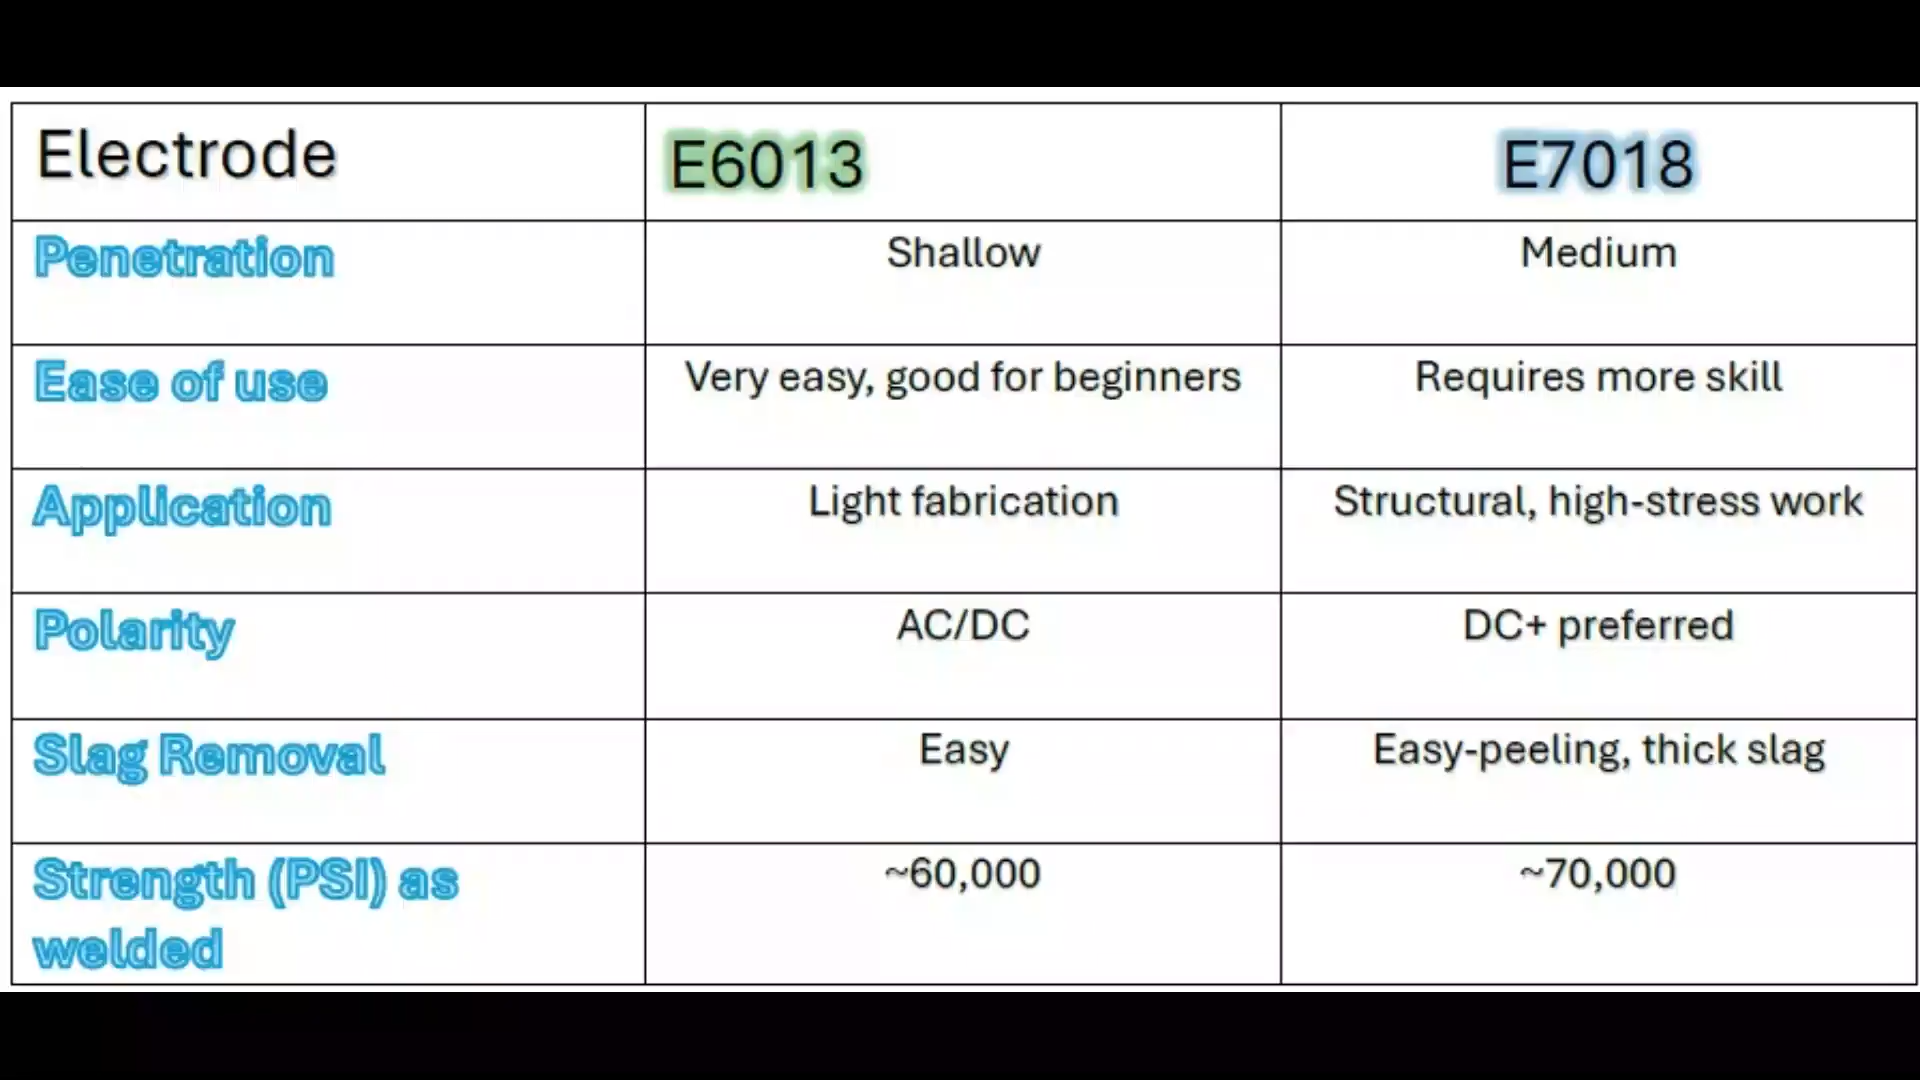 Electrode
E6013
E7018
Penetration
Shallow
Medium
Ease of use
Very easy, good for beginners
Requires more skill
Application
Light fabrication
Structural, high-stress work
Polarity
AC/DC
DC+ preferred
Slag Removal
Easy
Easy-peeling, thick slag
Strength (PSI) as
welded
~60,000
~70,000